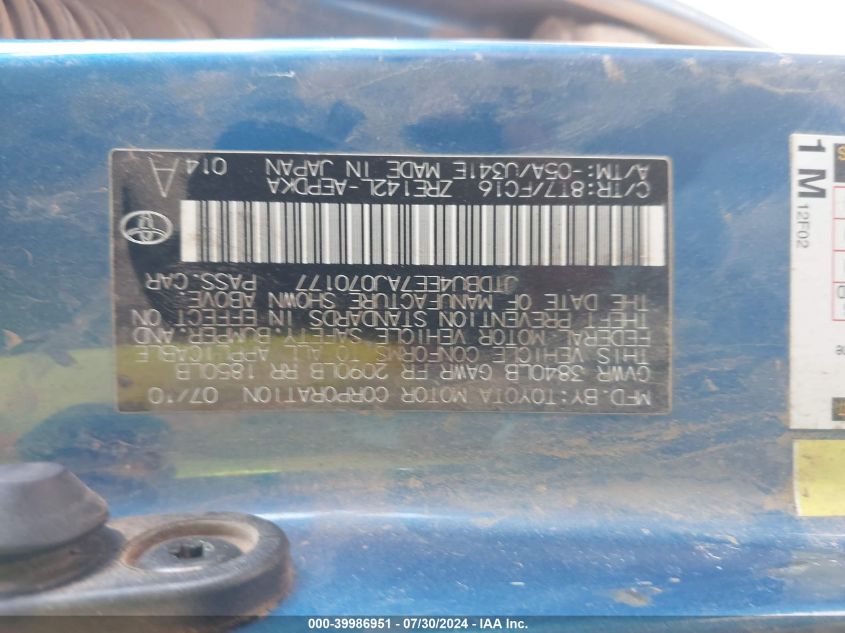 MFD.BY:TOYOTA MOTOR CORPORATION 07/10
GVWR 3840LB GAWR FR 2090LB RR 1850LB
THIS VEHICLE CONFORMS TO ALL APPLICABLE
FEDERAL MOTOR VEHICLE SAFETY, BUMPER, AND
THEFT PREVENTION STANDARDS IN EFFECT ON
THE DATE OF MANUFACTURE SHOWN ABOVE.
JTDBU4EE7AJ070177 PASS. CAR
C/TR:8T7/FC16 ZRE142L-AEPDKA
A/TM:-05A/U341E MADE IN JAPAN 014 A
1 M
12F02
000-39986951 - 07/30/2024 - IAA Inc.